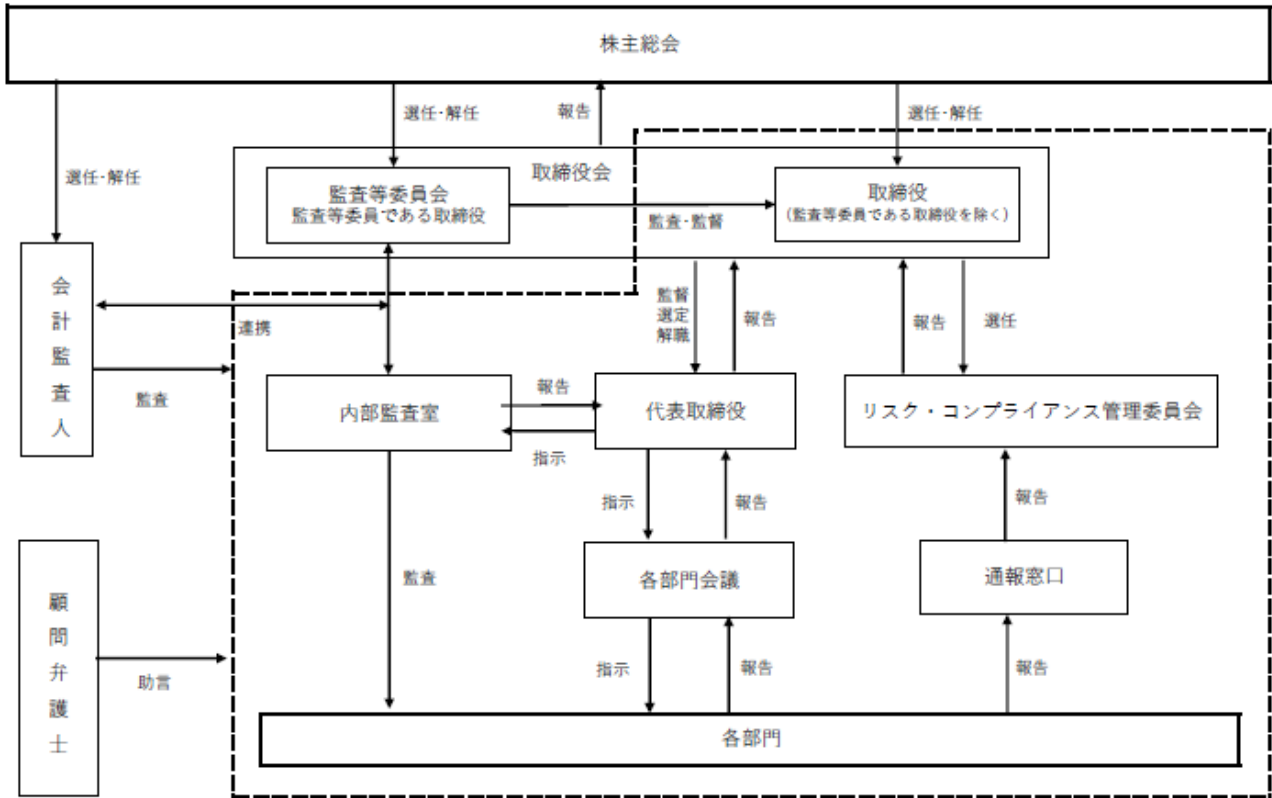 株主総会
選任・解任
報告
選任・解任
選任・解任
取締役会
監査等委員会
監査等委員である取締役
取締役
(監査等委員である取締役を除く)
監査・監督
会計監査人
連携
監査
監督
選定
解職
報告
報告
選任
内部監査室
報告
指示
代表取締役
リスク・コンプライアンス管理委員会
指示
報告
報告
監査
各部門会議
通報窓口
顧問弁護士
助言
指示
報告
報告
各部門